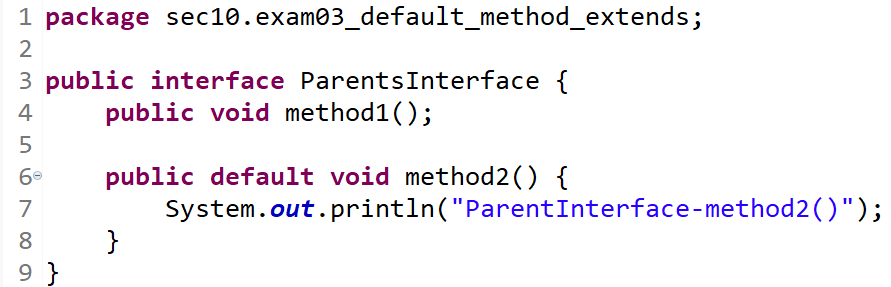 1 package sec10.exam03_default_method_extends;
2
3 public interface ParentsInterface {
4     public void method1();
5
6     public default void method2() {
7         System.out.println("ParentInterface-method2()");
8     }
9 }